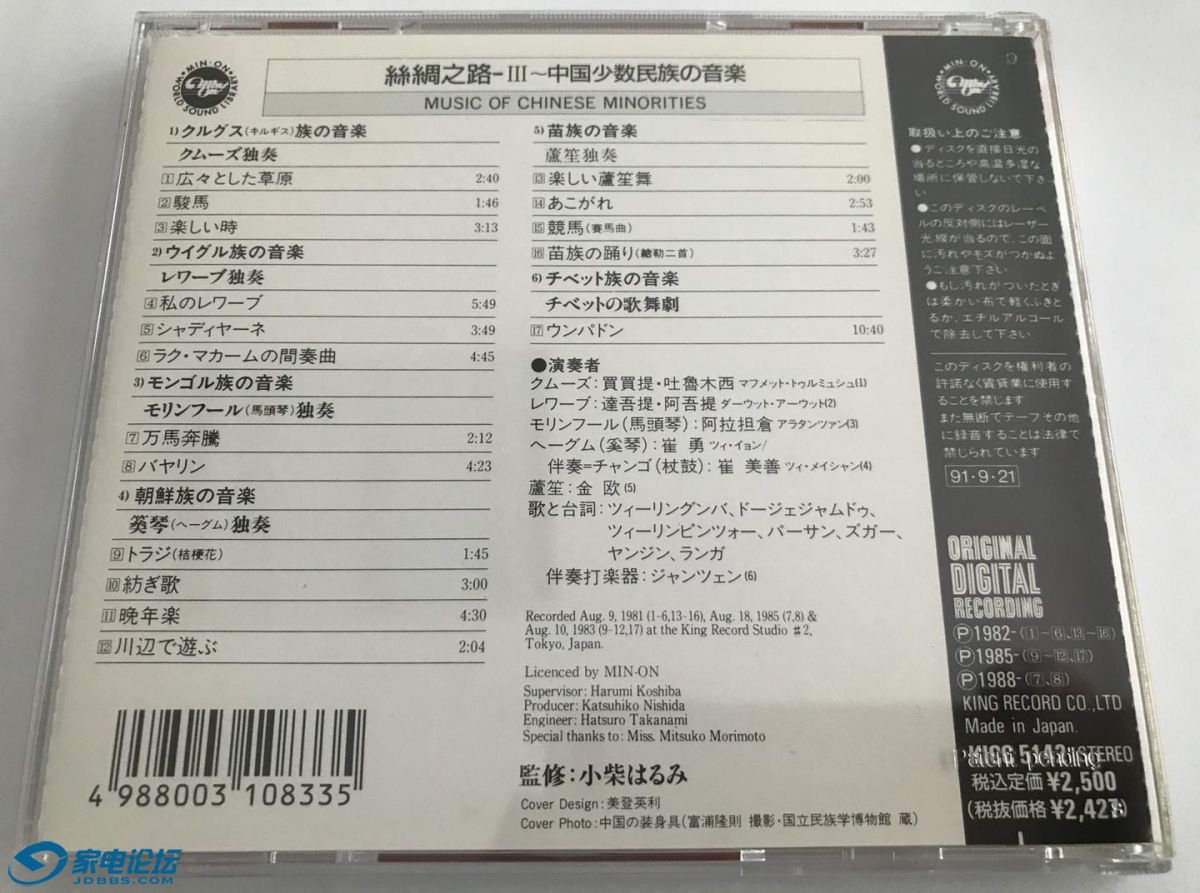 MIN-ON
WORLD SOUND LIBRARY
絲綢之路-III～中国少数民族の音楽
MUSIC OF CHINESE MINORITIES
1) クルグス(キルギス)族の音楽
クムーズ独奏
1 広々とした草原 2:40
2 駿馬 1:46
3 楽しい時 3:13
2) ウイグル族の音楽
レワープ独奏
4 私のレワープ 5:49
5 シャディヤーネ 3:49
6 ラク・マカームの間奏曲 4:45
3) モンゴル族の音楽
モリンフール(馬頭琴)独奏
7 万馬奔騰 2:12
8 バヤリン 4:23
4) 朝鮮族の音楽
奚琴(ヘーグム)独奏
9 トラジ(桔梗花) 1:45
10 紡ぎ歌 3:00
11 晩年楽 4:30
12 川辺で遊ぶ 2:04
5) 苗族の音楽
蘆笙独奏
13 楽しい蘆笙舞 2:00
14 あこがれ 2:53
15 競馬(賽馬曲) 1:43
16 苗族の踊り( 3:27
6) チベット族の音楽
チベットの歌舞劇
17 ウンパドン 10:40
●演奏者
クムーズ：買買提・吐魯木西 マフメット・トゥルミュシュ(1)
レワープ：達吾提・阿吾提 ダーウット・アーウット(2)
モリンフール(馬頭琴)：阿拉担倉 アラタンツァン(3)
ヘーグム(奚琴)：崔 勇 ツィ・イョン/
伴奏=チャンゴ(杖鼓)：崔 美善 ツィ・メイシャン(4)
蘆笙：金 欧(5)
歌と台詞：ツィーリングンバ、ドージェジャムドゥ、
ツィーリンピンツォー、パーサン、ズガー、
ヤンジン、ランガ
伴奏打楽器：ジャンツェン(6)
Recorded Aug. 9, 1981 (1-6,13-16), Aug. 18, 1985 (7,8) &
Aug. 10, 1983 (9-12,17) at the King Record Studio ♯2,
Tokyo, Japan.
Licenced by MIN-ON
Supervisor: Harumi Koshiba
Producer: Katsuhiko Nishida
Engineer: Hatsuro Takanami
Special thanks to: Miss. Mitsuko Morimoto
監修：小柴はるみ
Cover Design：美登英利
Cover Photo：中国の装身具(富浦隆則 撮影・国立民族学博物館 蔵)
4 988003 108335
MIN-ON
WORLD SOUND LIBRARY
取扱い上のご注意
●ディスクを直接日光の
当るところや高温多湿な
場所に保管しないで下さ
い
●このディスクのレーベ
ルの反対側にはレーザー
光線が当るので、この面
に汚れやキズがつかぬよ
うご注意下さい
●もし汚れがついたとき
は柔かい布で軽くふきと
るか、エチルアルコール
で除去して下さい
このディスクを権利者の
許諾なく賃貸業に使用す
ることを禁じます
また無断でテープその他
に録音することは法律で
禁じられています
91・9・21
ORIGINAL
DIGITAL
RECORDING
Ⓟ1982-(1～6、13～16)
Ⓟ1985-(9～12、17)
Ⓟ1988-(7、8)
KING RECORD CO.,LTD.
Made in Japan.
KICC 5142 STEREO
Patent pending
税込定価¥2,500
(税抜価格¥2,427)
家电论坛
JDBBS.COM